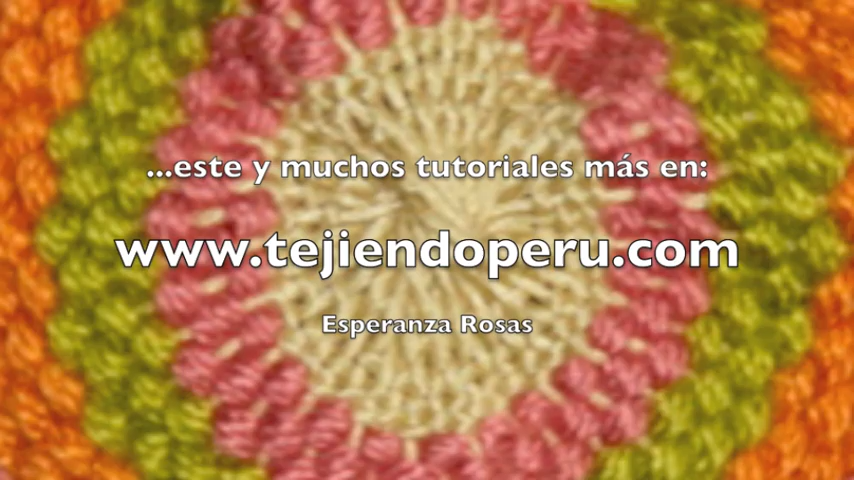 ...este y muchos tutoriales más en:
www.tejiendoperu.com
Esperanza Rosas